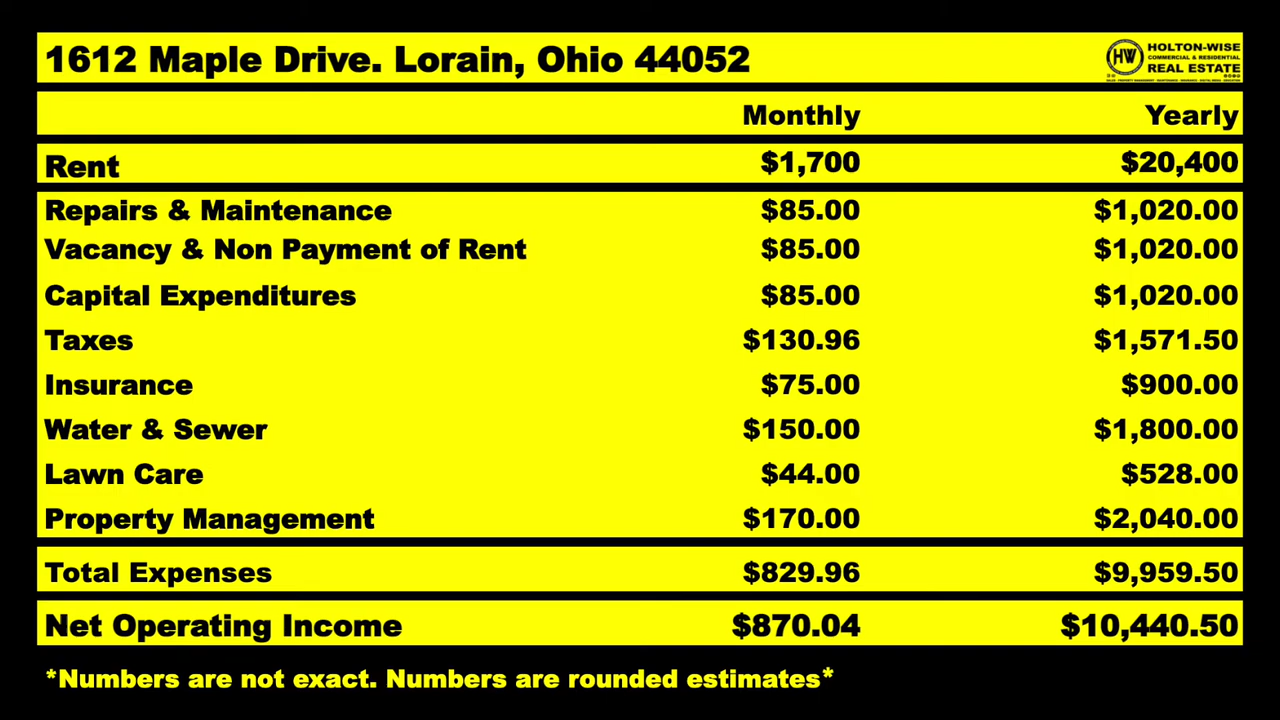 1612 Maple Drive. Lorain, Ohio 44052
HW
HOLTON-WISE
COMMERCIAL & RESIDENTIAL
REAL ESTATE
Monthly Yearly
Rent $1,700 $20,400
Repairs & Maintenance $85.00 $1,020.00
Vacancy & Non Payment of Rent $85.00 $1,020.00
Capital Expenditures $85.00 $1,020.00
Taxes $130.96 $1,571.50
Insurance $75.00 $900.00
Water & Sewer $150.00 $1,800.00
Lawn Care $44.00 $528.00
Property Management $170.00 $2,040.00
Total Expenses $829.96 $9,959.50
Net Operating Income $870.04 $10,440.50
*Numbers are not exact. Numbers are rounded estimates*